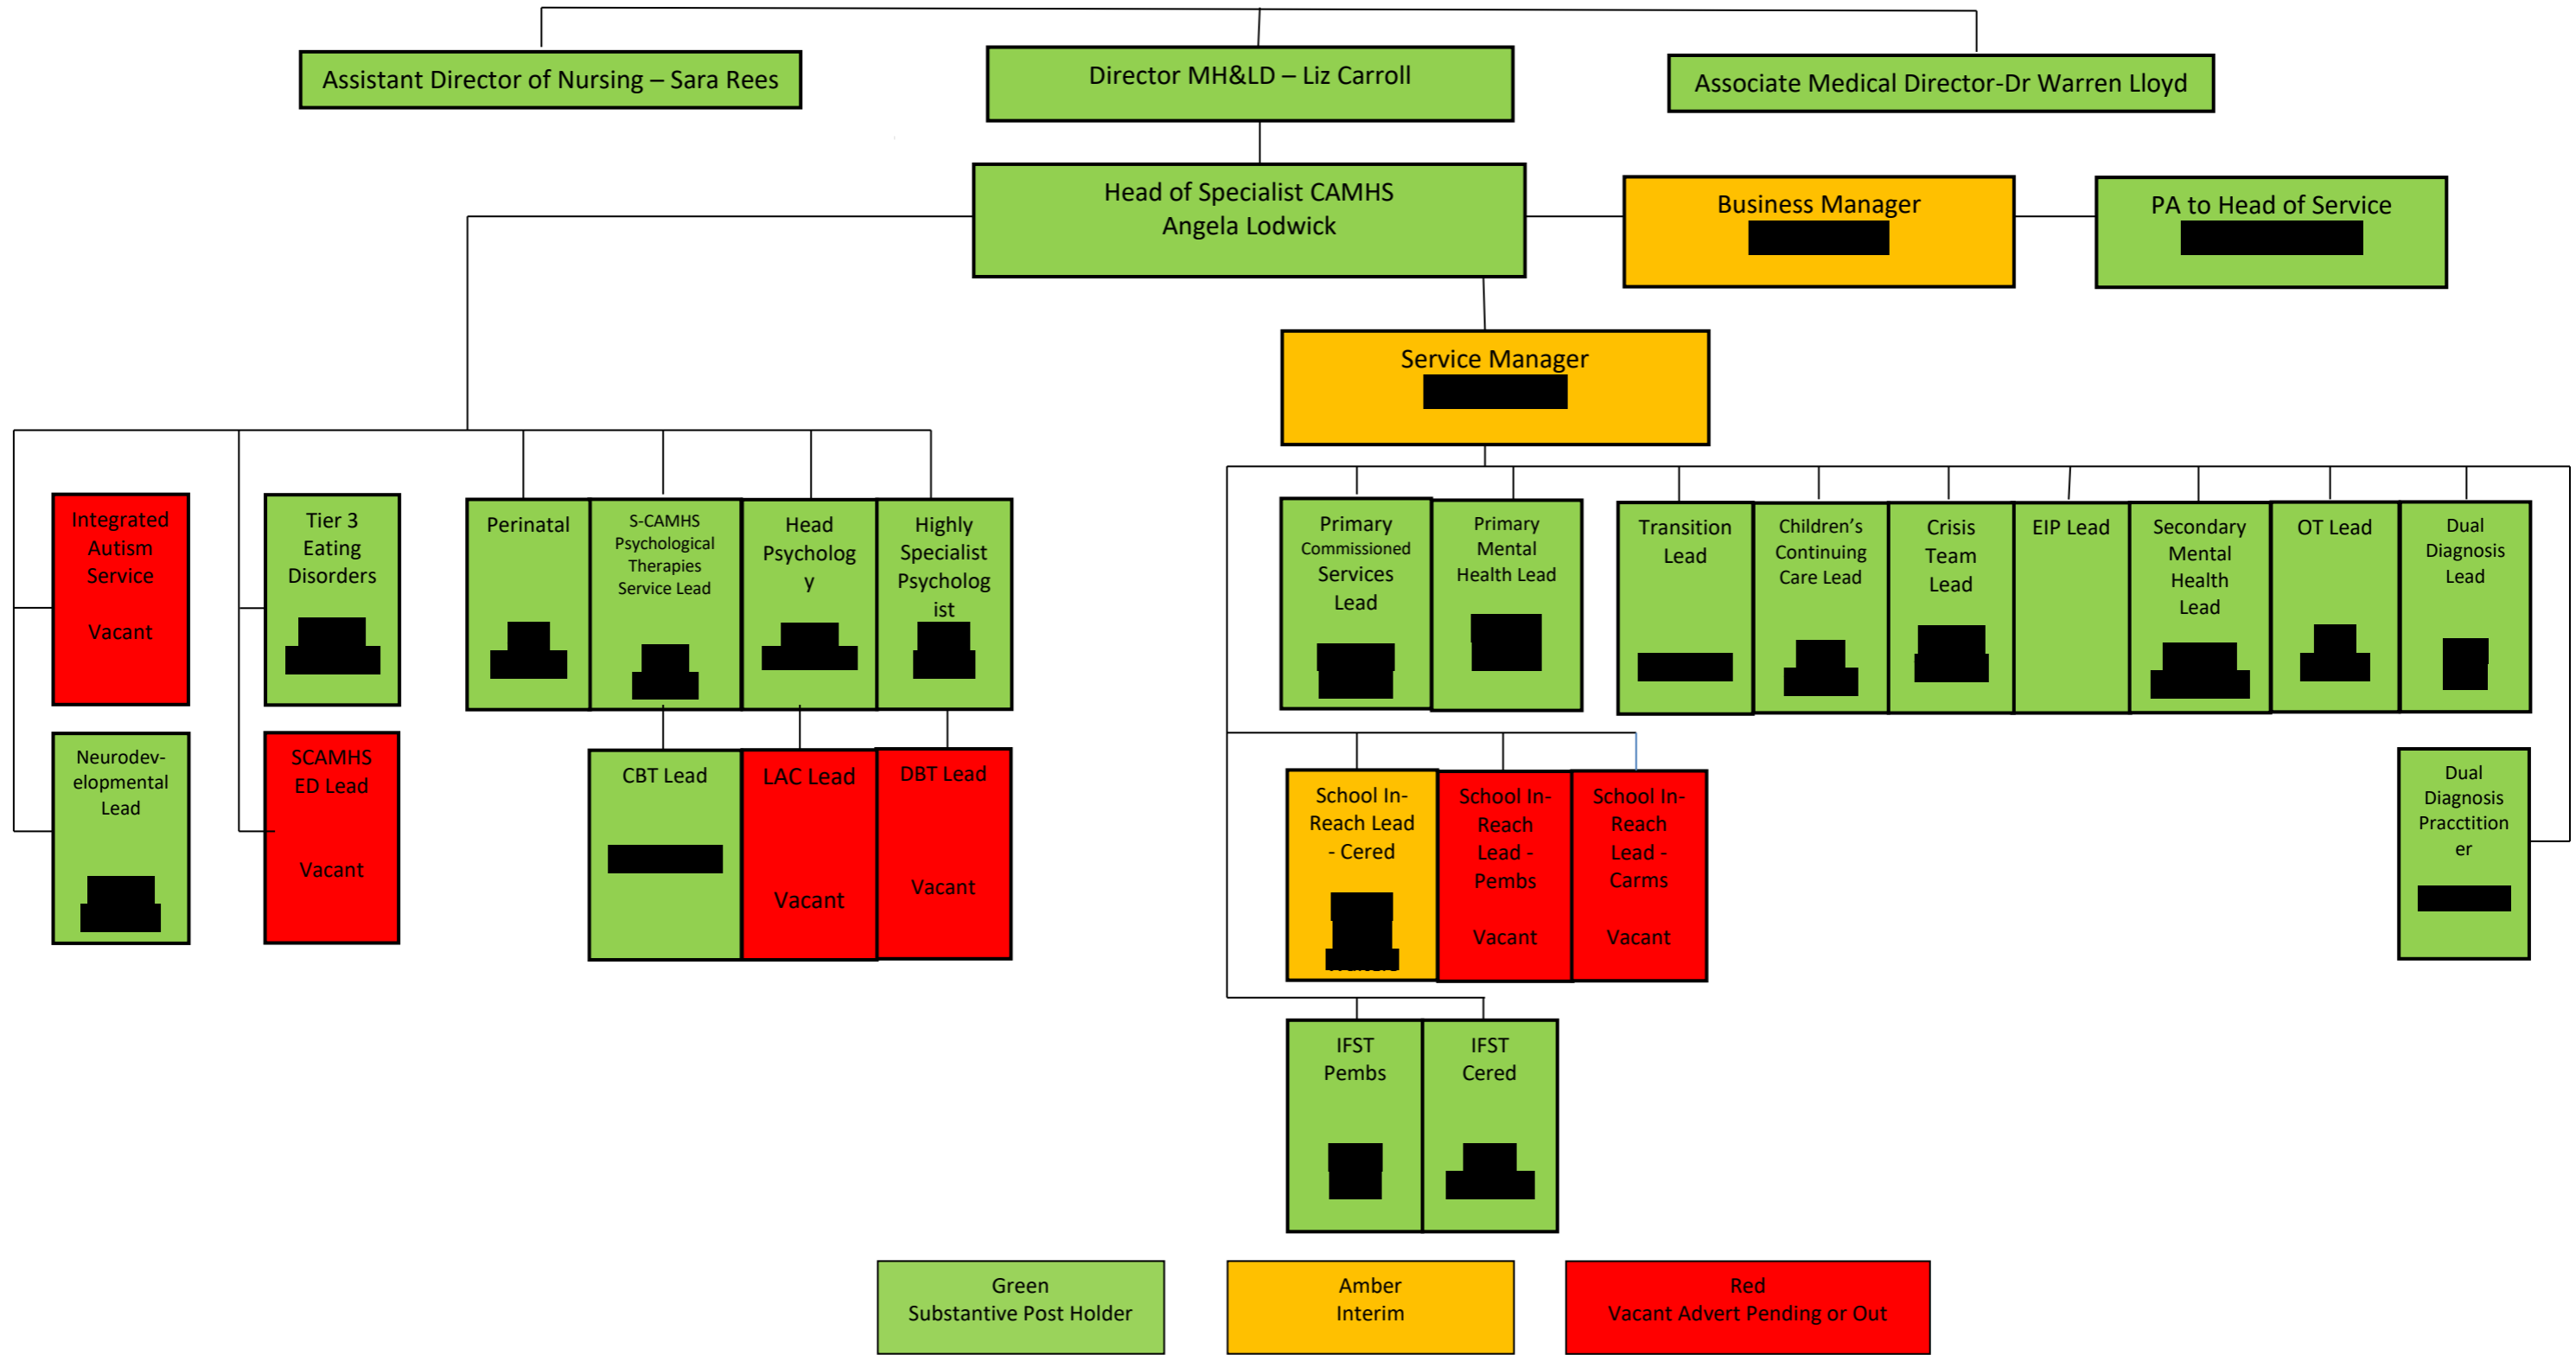 Assistant Director of Nursing – Sara Rees
Director MH&LD – Liz Carroll
Associate Medical Director-Dr Warren Lloyd
Head of Specialist CAMHS
Angela Lodwick
Business Manager
PA to Head of Service
Service Manager
Integrated
Autism
Service
Vacant
Tier 3
Eating
Disorders
Perinatal
S-CAMHS
Psychological
Therapies
Service Lead
Head
Psycholog
y
Highly
Specialist
Psycholog
ist
Primary
Commissioned
Services
Lead
Primary
Mental
Health Lead
Transition
Lead
Children’s
Continuing
Care Lead
Crisis
Team
Lead
EIP Lead
Secondary
Mental
Health
Lead
OT Lead
Dual
Diagnosis
Lead
Neurodev-
elopmental
Lead
SCAMHS
ED Lead
Vacant
CBT Lead
LAC Lead
Vacant
DBT Lead
Vacant
School In-
Reach Lead
- Cered
School In-
Reach
Lead -
Pembs
Vacant
School In-
Reach
Lead -
Carms
Vacant
Dual
Diagnosis
Pracctition
er
IFST
Pembs
IFST
Cered
Green
Substantive Post Holder
Amber
Interim
Red
Vacant Advert Pending or Out